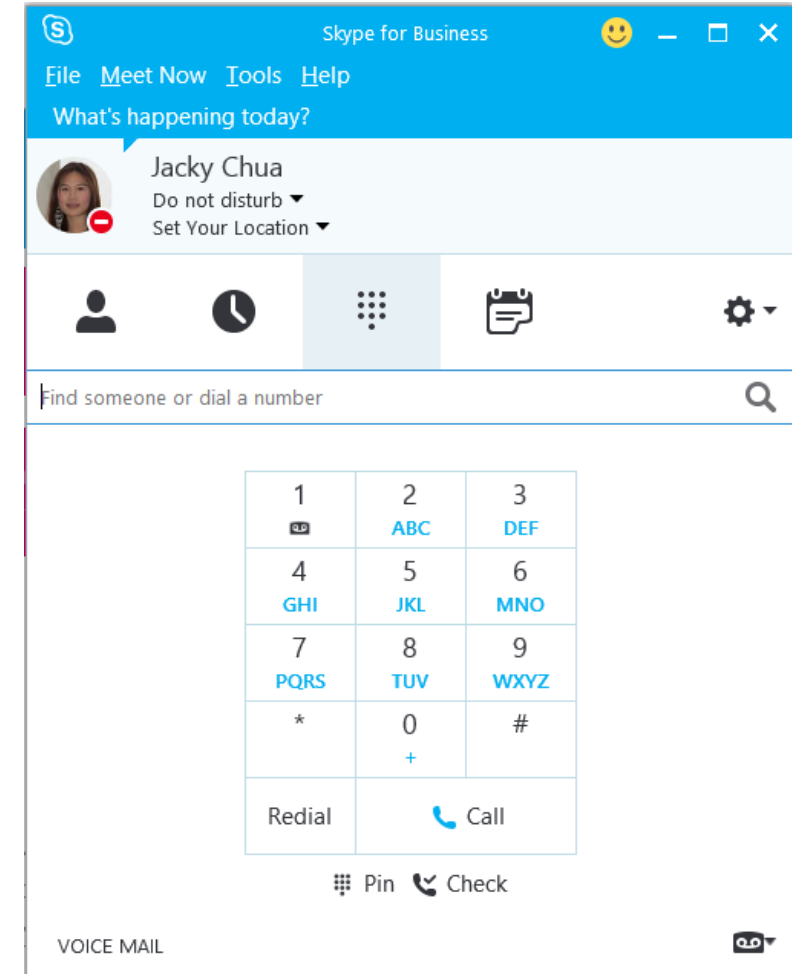 Skype for Business
File Meet Now Tools Help
What's happening today?
Jacky Chua
Do not disturb
Set Your Location
Find someone or dial a number
1 2 3
ABC DEF
4 5 6
GHI JKL MNO
7 8 9
PQRS TUV WXYZ
* 0 #
+
Redial Call
Pin Check
VOICE MAIL